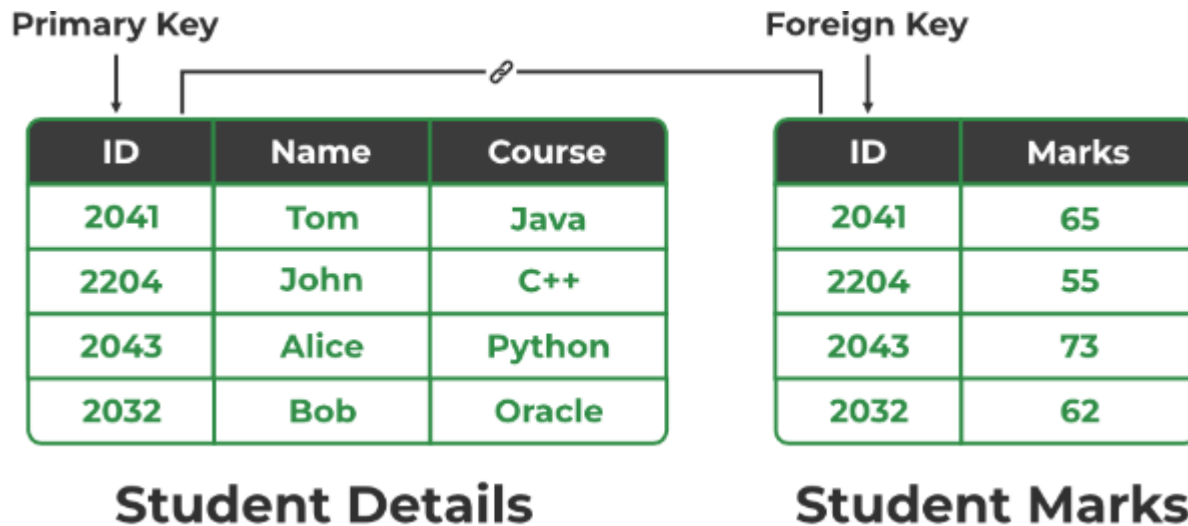 Primary Key Foreign Key
ID Name Course ID Marks
2041 Tom Java 2041 65
2204 John C++ 2204 55
2043 Alice Python 2043 73
2032 Bob Oracle 2032 62
Student Details Student Marks